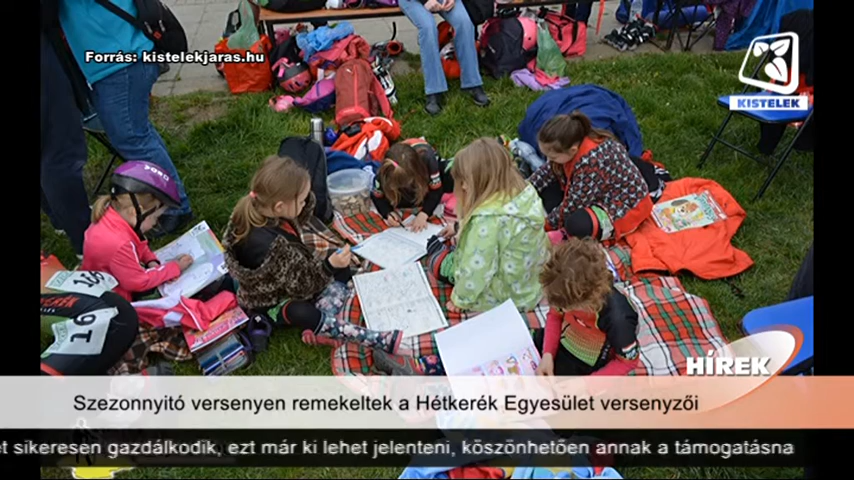 Forrás: kistelekjaras.hu
KISTELEK
166
16
HÍREK
Szezonnyitó versenyen remekeltek a Hétkerék Egyesület versenyzői
et sikeresen gazdálkodik, ezt már ki lehet jelenteni, köszönhetően annak a támogatásna